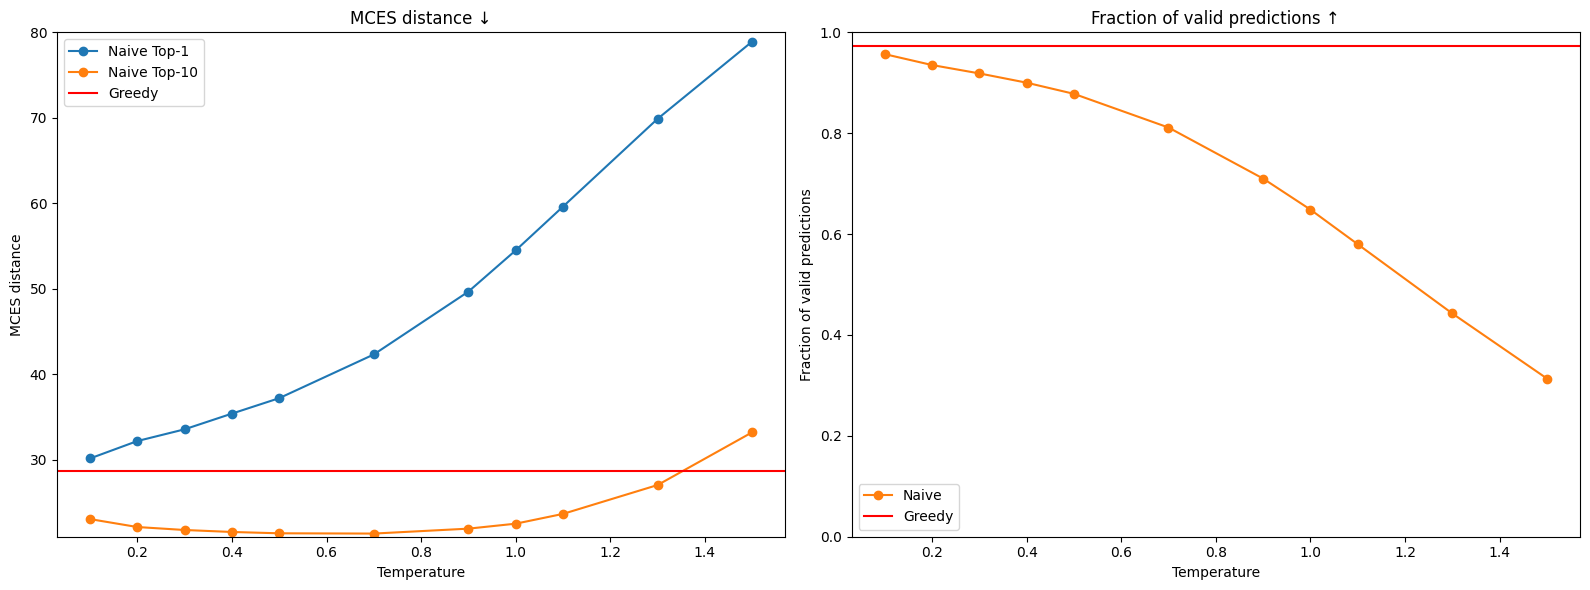 MCES distance ↓
Naive Top-1
Naive Top-10
Greedy
MCES distance
80
70
60
50
40
30
0.2 0.4 0.6 0.8 1.0 1.2 1.4
Temperature
Fraction of valid predictions ↑
Fraction of valid predictions
1.0
0.8
0.6
0.4
0.2
0.0
Naive
Greedy
0.2 0.4 0.6 0.8 1.0 1.2 1.4
Temperature